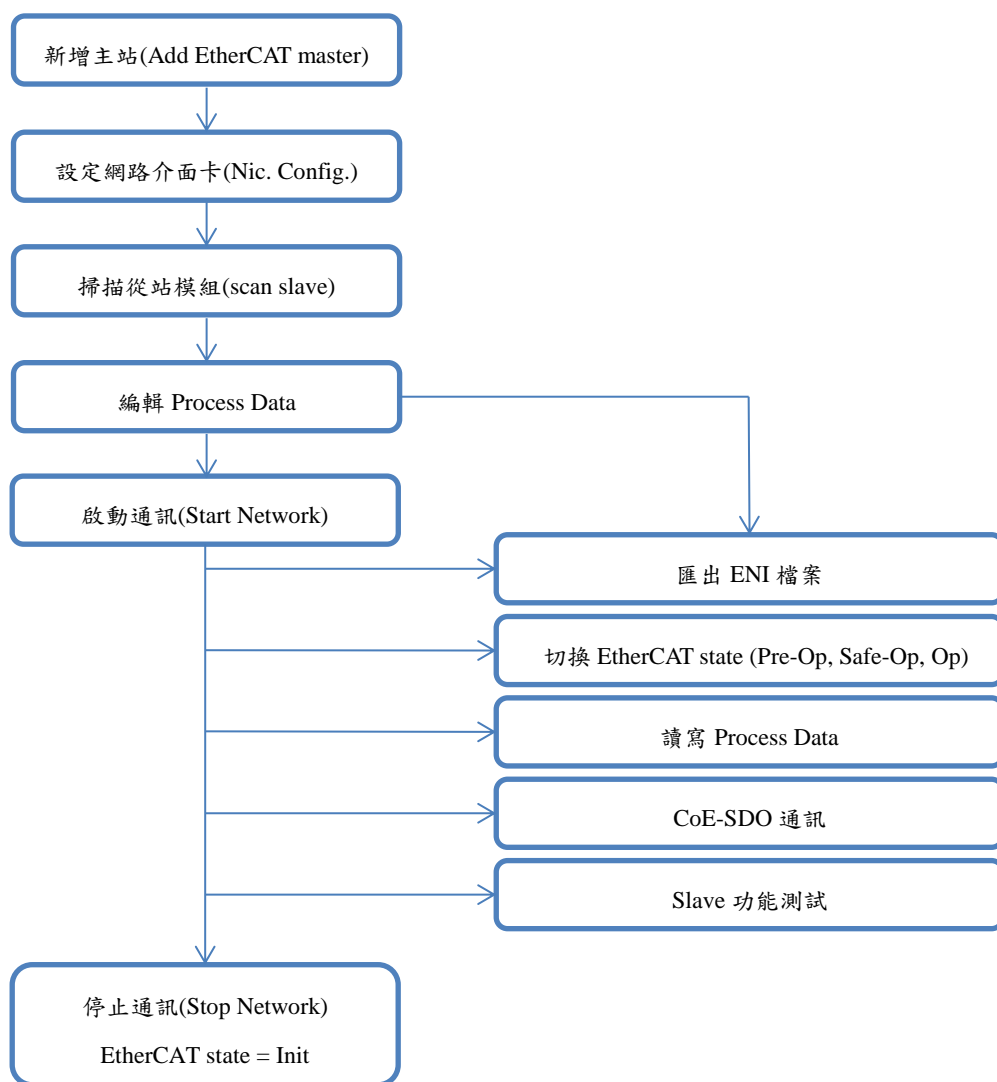 新增主站(Add EtherCAT master)
設定網路介面卡(Nic. Config.)
掃描從站模組(scan slave)
編輯 Process Data
啟動通訊(Start Network)
匯出 ENI 檔案
切換 EtherCAT state (Pre-Op, Safe-Op, Op)
讀寫 Process Data
CoE-SDO 通訊
Slave 功能測試
停止通訊(Stop Network)
EtherCAT state = Init